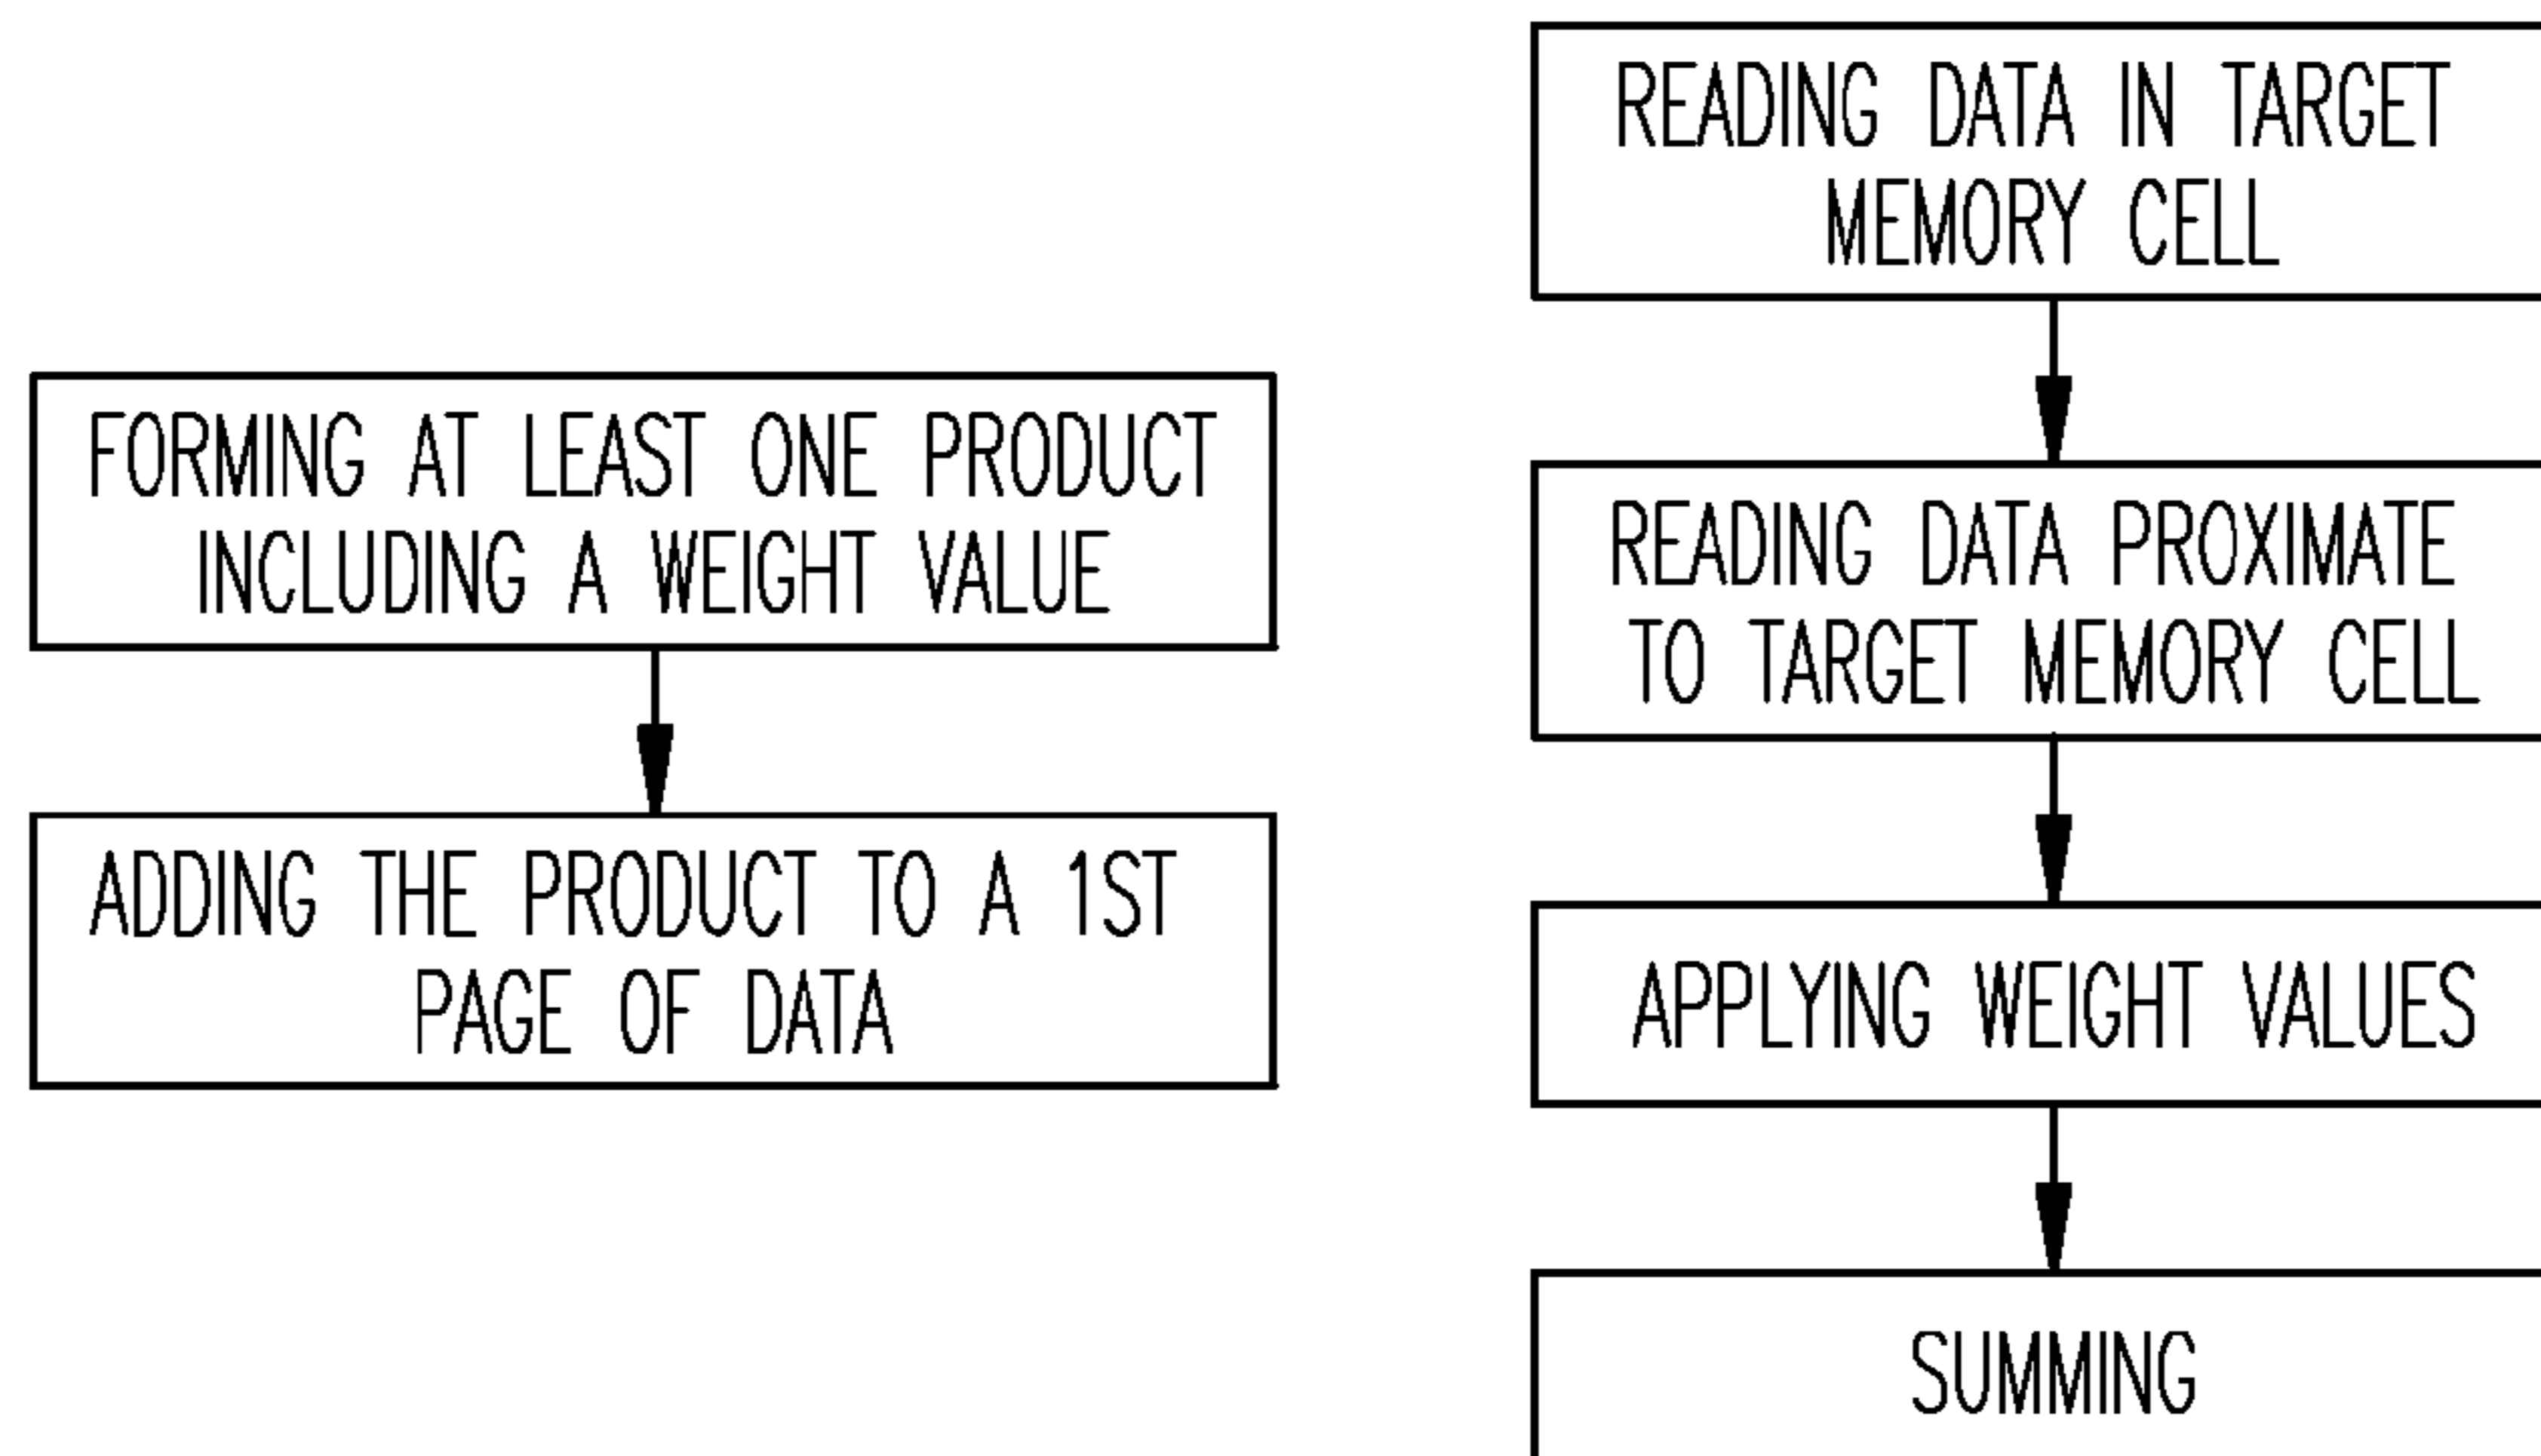 FORMING AT LEAST ONE PRODUCT
INCLUDING A WEIGHT VALUE
ADDING THE PRODUCT TO A 1ST
PAGE OF DATA
READING DATA IN TARGET
MEMORY CELL
READING DATA PROXIMATE
TO TARGET MEMORY CELL
APPLYING WEIGHT VALUES
SUMMING